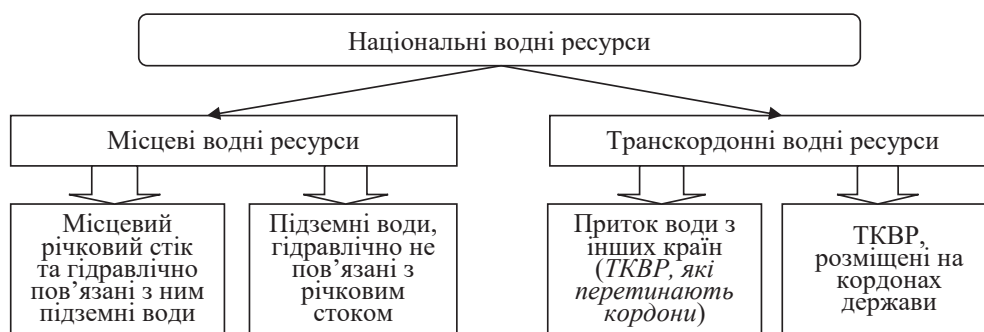 Національні водні ресурси
Місцеві водні ресурси
Транскордонні водні ресурси
Місцевий
річковий стік
та гідравлічно
пов’язані з ним
підземні води
Підземні води,
гідравлічно не
пов’язані з
річковим
стоком
Приток води з
інших країн
(ТКВР, які
перетинають
кордони)
ТКВР,
розміщені на
кордонах
держави